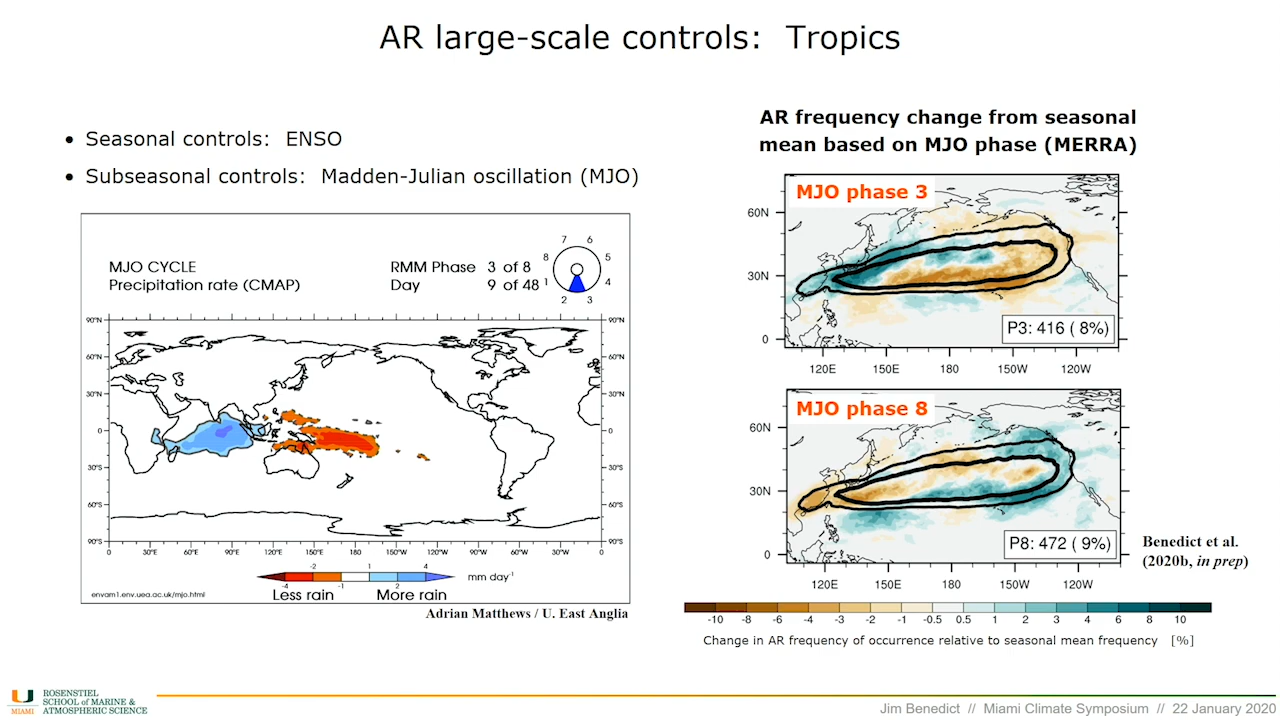 AR large-scale controls: Tropics
• Seasonal controls: ENSO
• Subseasonal controls: Madden-Julian oscillation (MJO)
MJO CYCLE
Precipitation rate (CMAP)
RMM Phase 3 of 8
Day 9 of 48
7 6
8 5
1 4
2 3
90°N 90°N
60°N 60°N
30°N 30°N
0 0
30°S 30°S
60°S 60°S
90°S 90°S
0 30°E 60°E 90°E 120°E 150°E 180° 150°W 120°W 90°W 60°W 30°W 0
-2 1 4
-4 -1 2
mm day-1
Less rain More rain
envam1.env.uea.ac.uk/mjo.html
Adrian Matthews / U. East Anglia
AR frequency change from seasonal
mean based on MJO phase (MERRA)
MJO phase 3
60N
30N
0
P3: 416 ( 8%)
120E 150E 180 150W 120W
MJO phase 8
60N
30N
0
P8: 472 ( 9%)
120E 150E 180 150W 120W
Benedict et al.
(2020b, in prep)
-10 -8 -6 -4 -3 -2 -1 -0.5 0.5 1 2 3 4 6 8 10
Change in AR frequency of occurrence relative to seasonal mean frequency [%]
U
MIAMI
ROSENSTIEL
SCHOOL of MARINE &
ATMOSPHERIC SCIENCE
Jim Benedict // Miami Climate Symposium // 22 January 2020